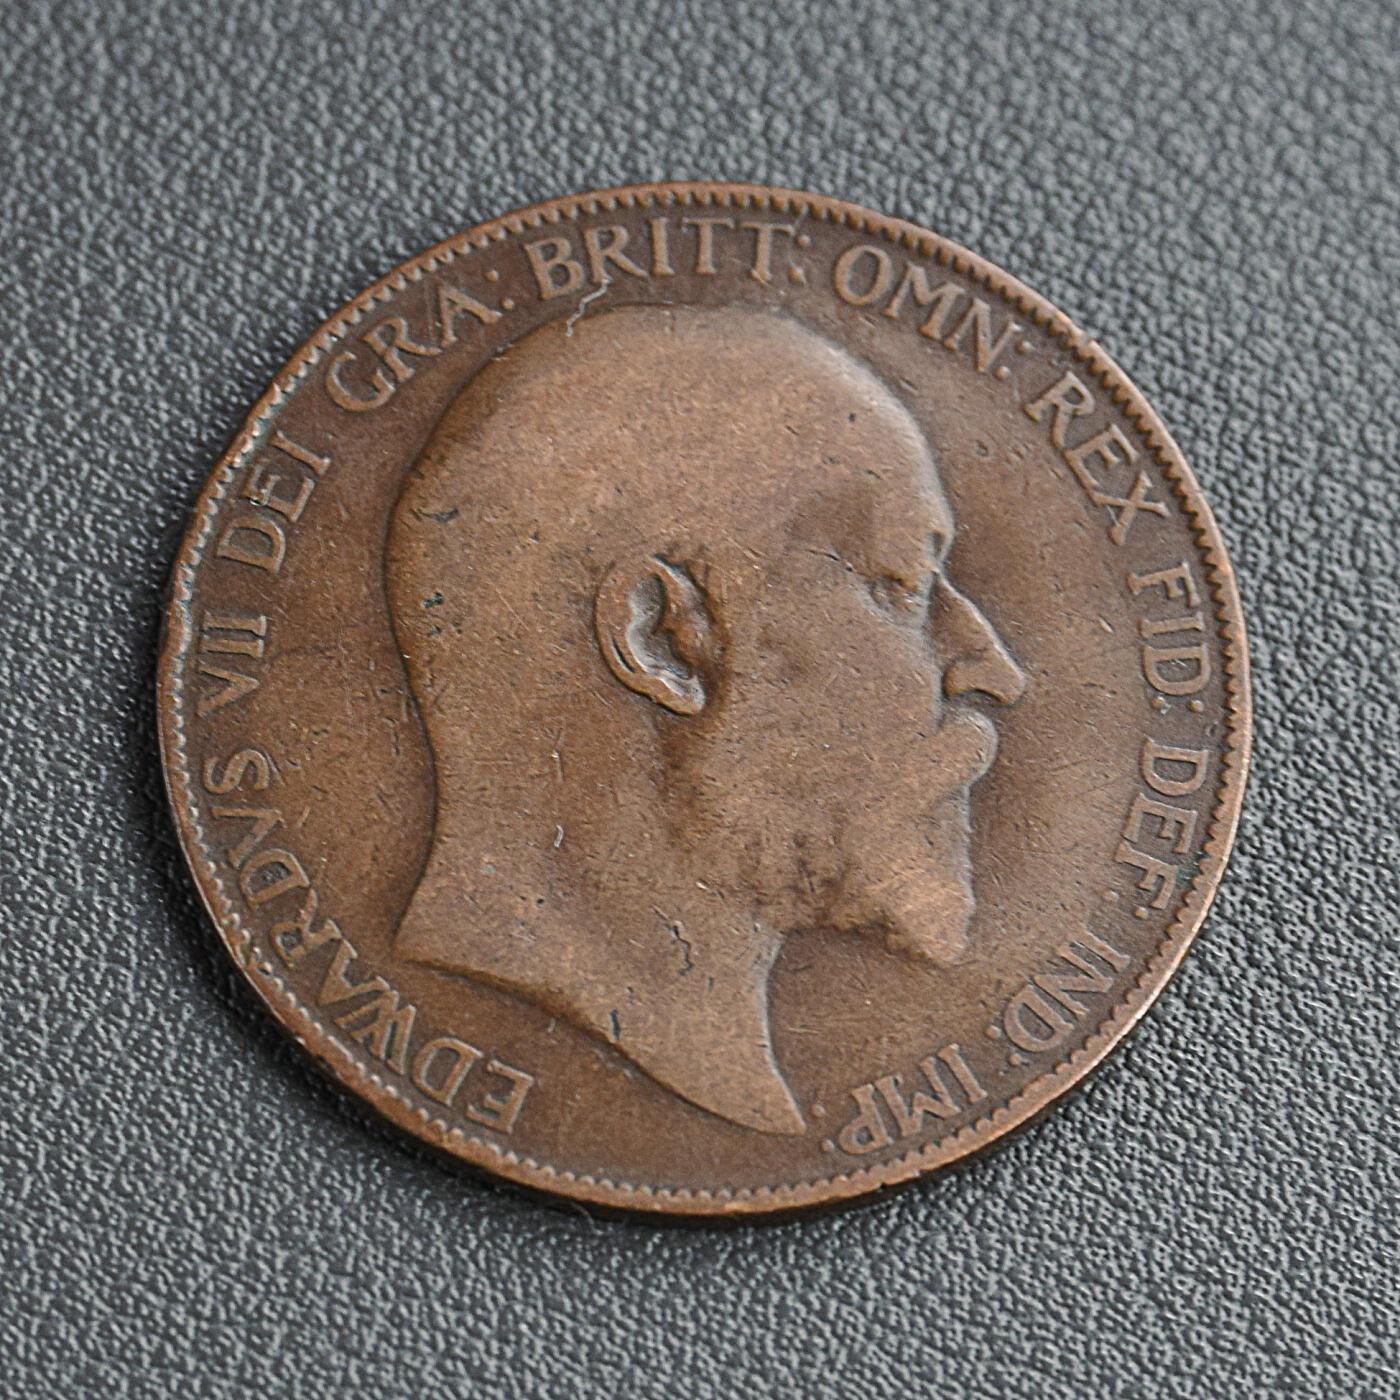 EDWARDVS VII DEI GRA: BRITT: OMN: REX FID: DEF: IND: IMP: